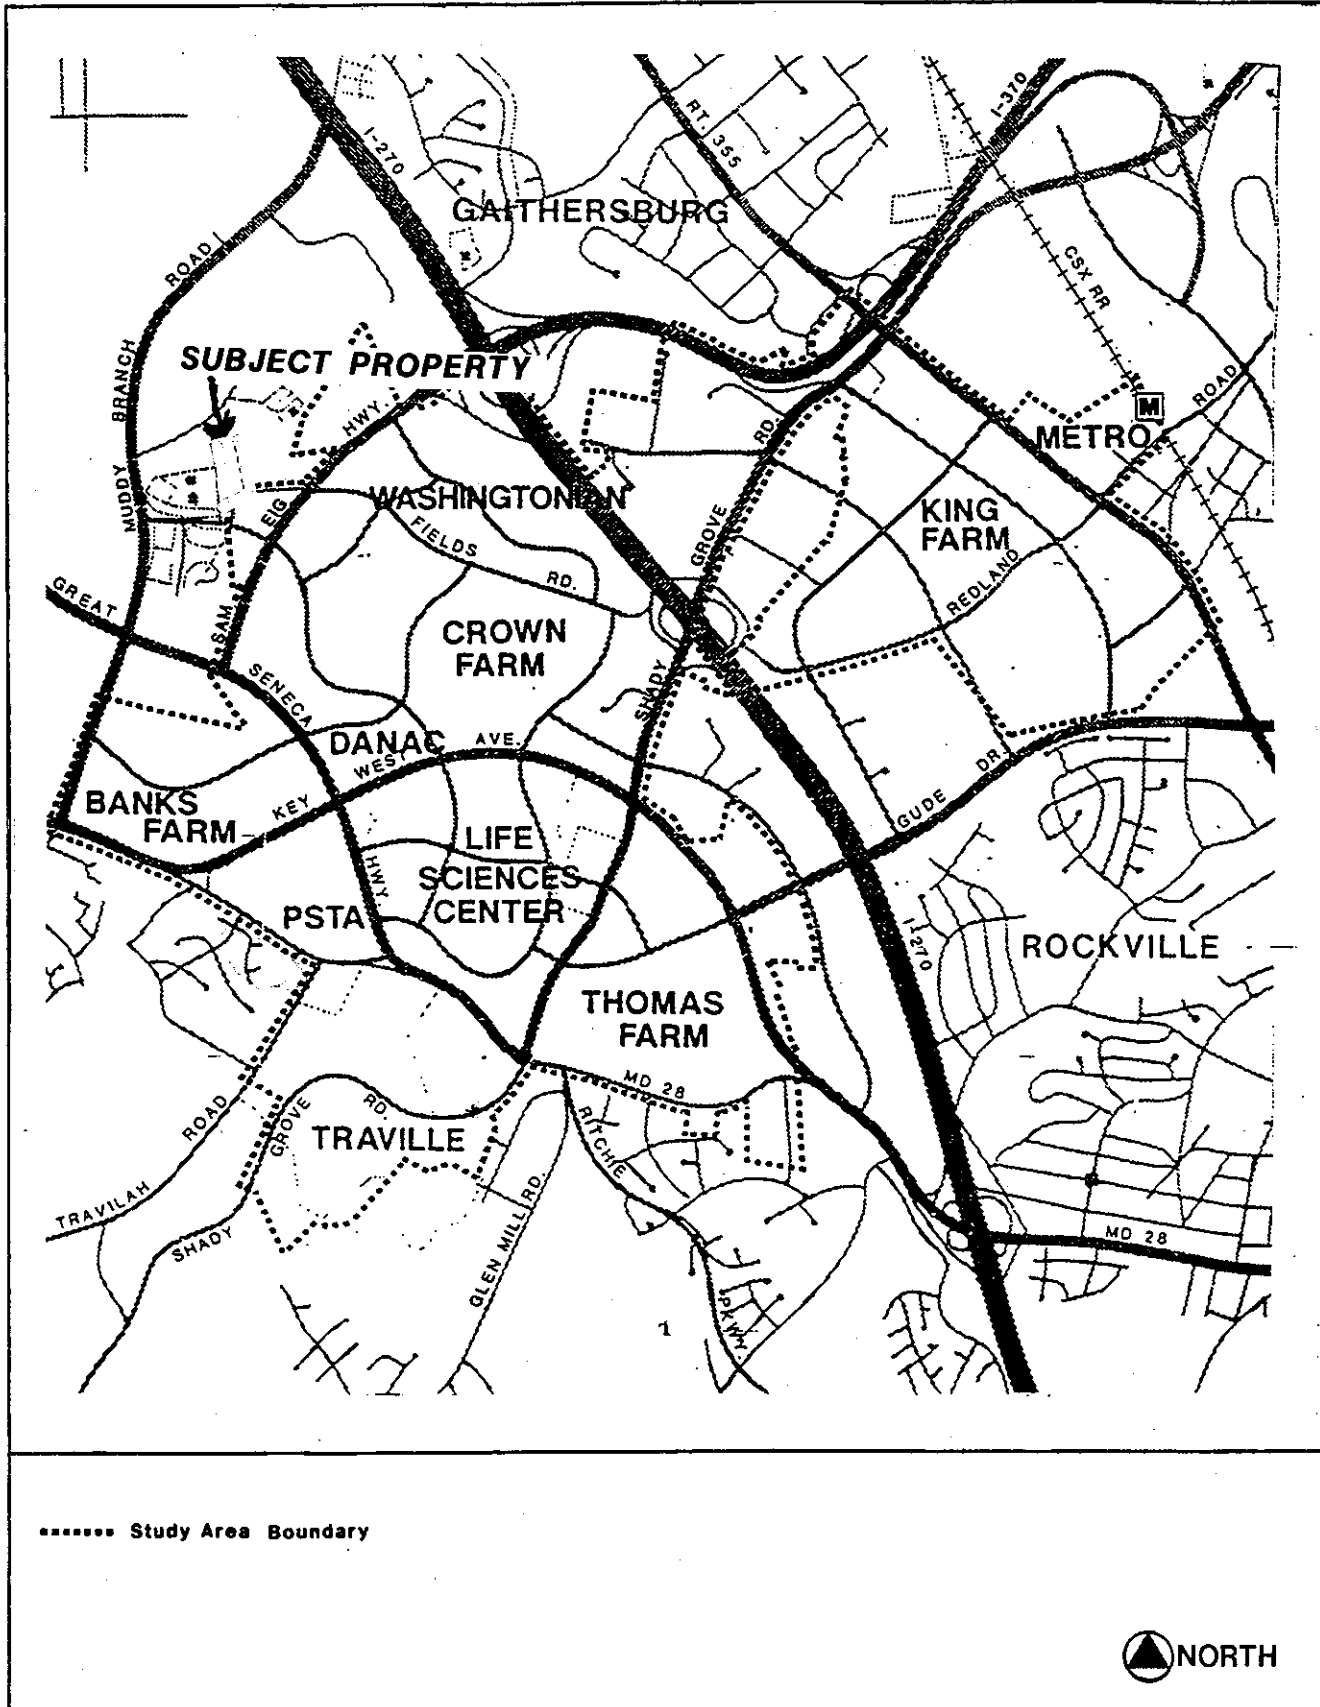 I-270
RT. 355
I-370
GAITHERSBURG
ROAD
CSX RR
SUBJECT PROPERTY
BRANCH
HWY.
ROAD
M
METRO
RD.
MUDDY
EIG
WASHINGTONIAN
KING
FARM
FIELDS
GROVE
RD.
REDLAND
GREAT
SAM
CROWN
FARM
SENECA
SHADY
DANAC
AVE.
WEST
DR.
BANKS
FARM
KEY
GUDE
LIFE
SCIENCES
CENTER
HWY.
PSTA
I-270
ROCKVILLE
THOMAS
FARM
MD 28
RD.
ROAD
GROVE
TRAVILLE
RITCHIE
TRAVILAH
SHADY
GLEN MILL RD.
MD 28
1
PKWY.
Study Area Boundary
NORTH